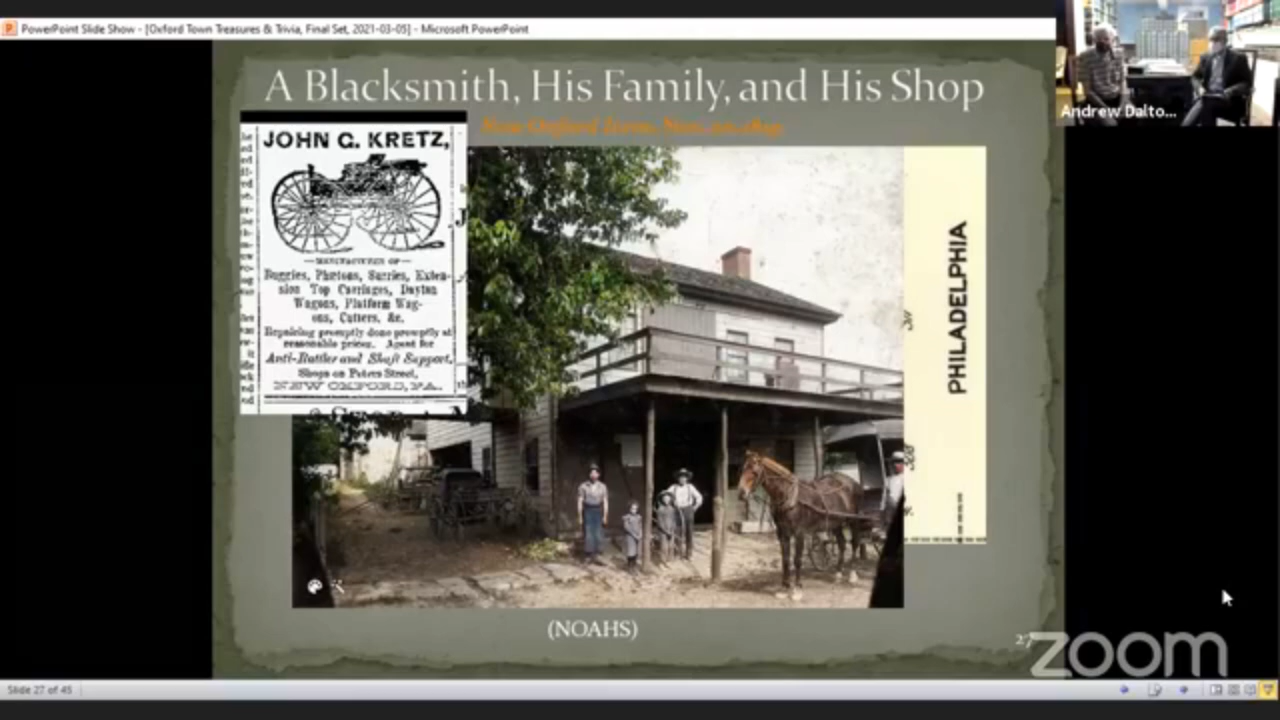 PowerPoint Slide Show - [Oxford Town Treasures & Trivia, Final Set, 2021-03-05] - Microsoft PowerPoint
Andrew Dalto...
A Blacksmith, His Family, and His Shop
New Oxford Item,
JOHN G. KRETZ,
—MANUFACTURER OF—
Buggies, Phætons, Surries, Exten-
sion Top Carriages, Dayton
Wagons, Platform Wag-
ons, Cutters, &c.
Repairing promptly done promptly at
reasonable prices. Agent for
Anti-Rattler and Shaft Support,
Shops on Peters Street,
NEW OXFORD, PA.
PHILADELPHIA
(NOAHS)
27
zoom
Slide 27 of 45